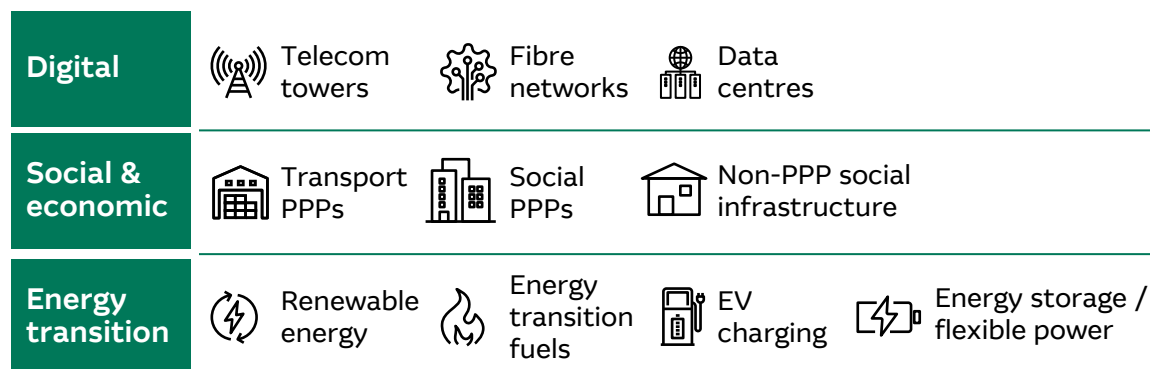 Digital
Telecom
towers
Fibre
networks
Data
centres
Social &
economic
Transport
PPPs
Social
PPPs
Non-PPP social
infrastructure
Energy
transition
Renewable
energy
Energy
transition
fuels
EV
charging
Energy storage /
flexible power